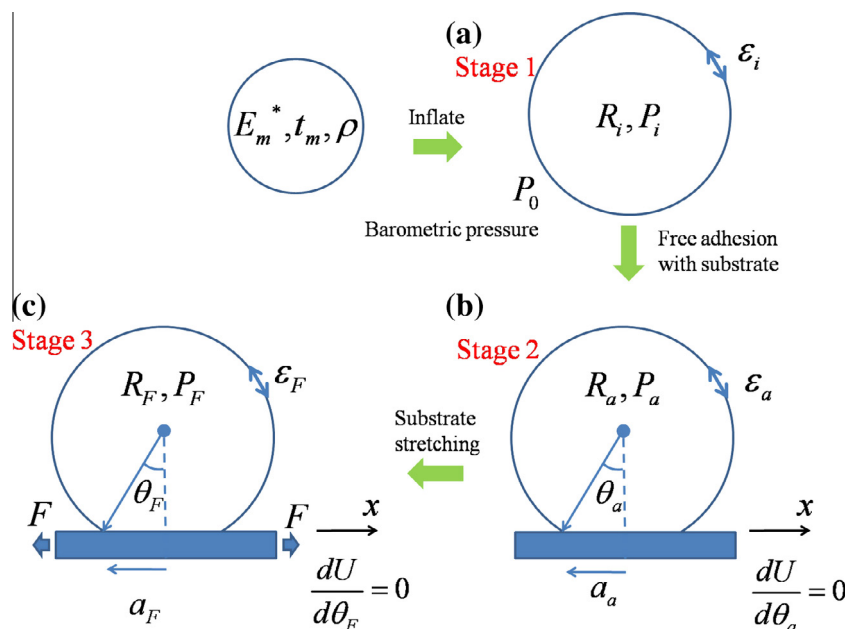 (a)
Stage 1
ε_i
E_m^*, t_m, ρ
Inflate
R_i, P_i
P_0
Barometric pressure
Free adhesion
with substrate
(c)
Stage 3
ε_F
R_F, P_F
θ_F
F
F
x
a_F
dU/dθ_F = 0
Substrate
stretching
(b)
Stage 2
ε_a
R_a, P_a
θ_a
x
a_a
dU/dθ_a = 0